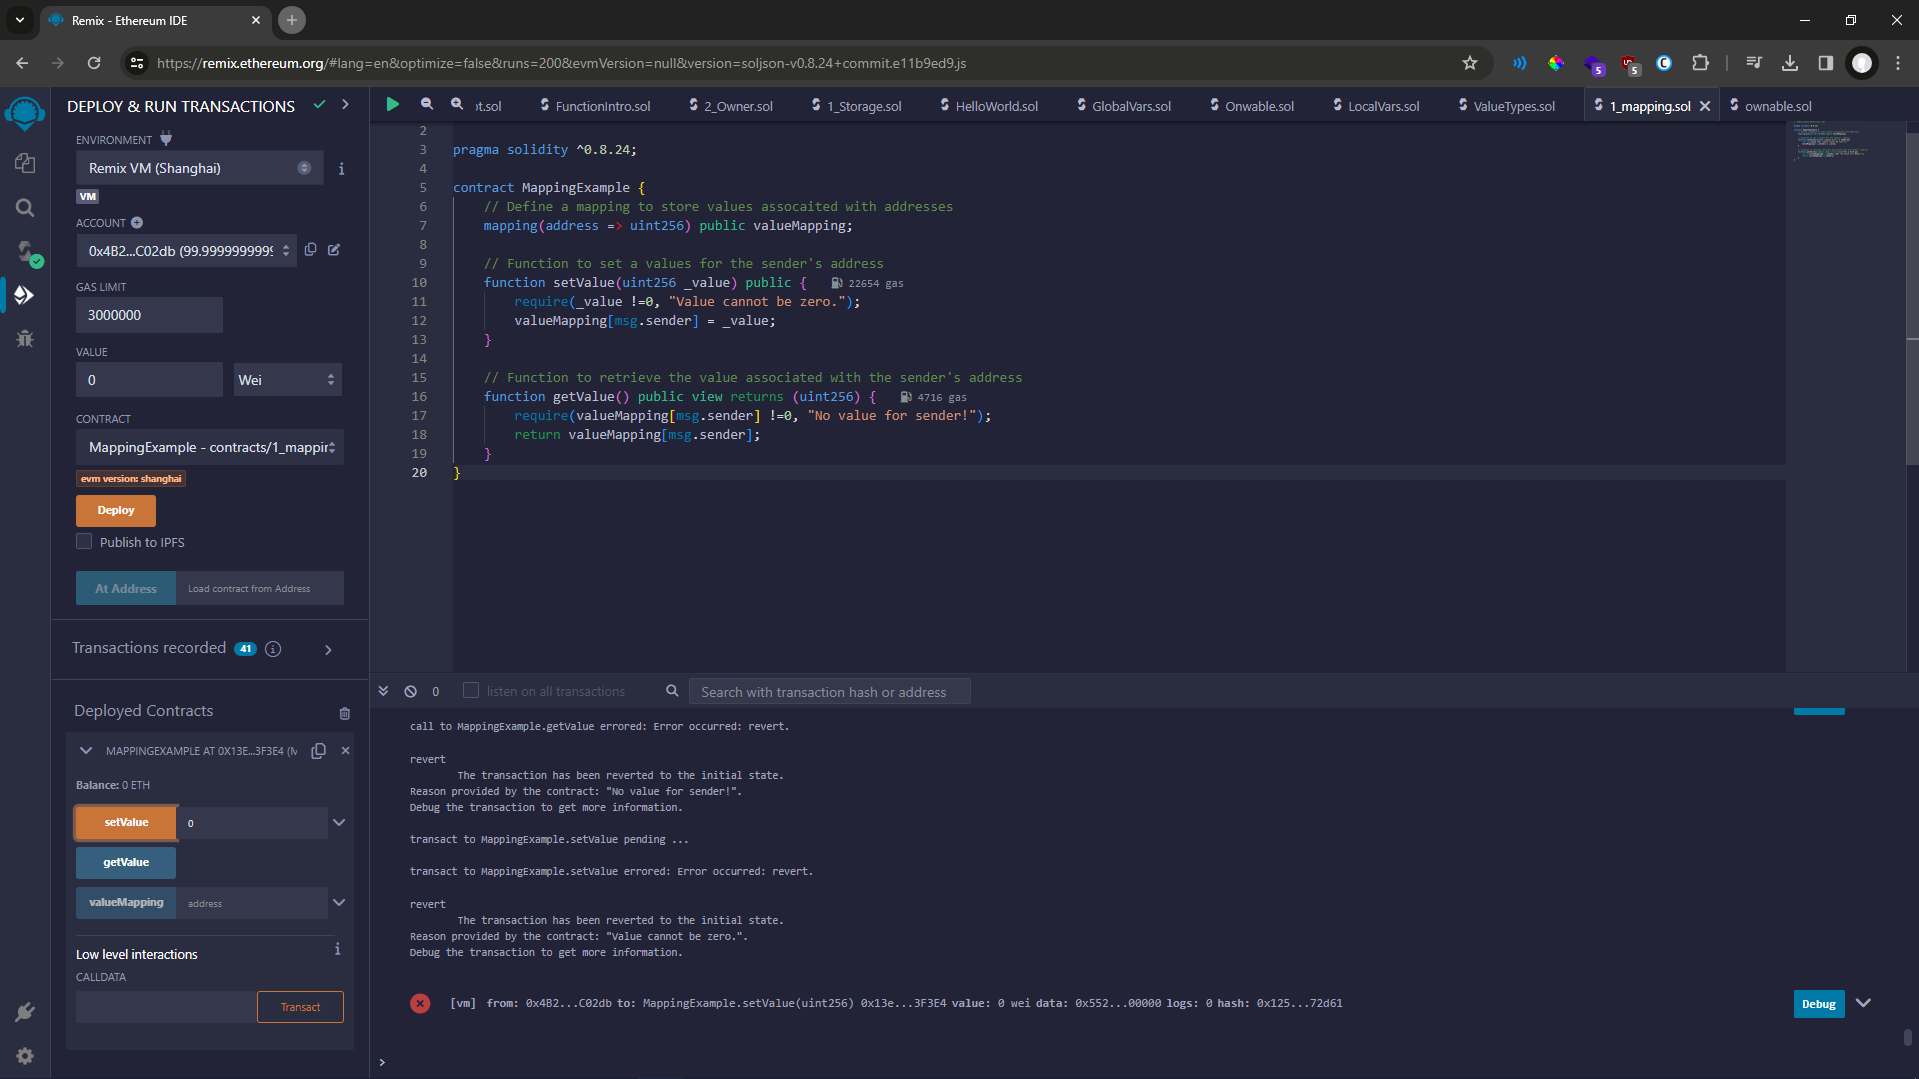 Remix - Ethereum IDE
https://remix.ethereum.org/#lang=en&optimize=false&runs=200&evmVersion=null&version=soljson-v0.8.24+commit.e11b9ed9.js
5
5
DEPLOY & RUN TRANSACTIONS
ot.sol
FunctionIntro.sol
2_Owner.sol
1_Storage.sol
HelloWorld.sol
GlobalVars.sol
Onwable.sol
LocalVars.sol
ValueTypes.sol
1_mapping.sol
ownable.sol
ENVIRONMENT
Remix VM (Shanghai)
VM
ACCOUNT
0x4B2...C02db (99.9999999999
GAS LIMIT
3000000
VALUE
0
Wei
CONTRACT
MappingExample - contracts/1_mappin
evm version: shanghai
Deploy
Publish to IPFS
At Address
Load contract from Address
Transactions recorded 41
Deployed Contracts
MAPPINGEXAMPLE AT 0X13E...3F3E4 (M
Balance: 0 ETH
setValue
0
getValue
valueMapping
address
Low level interactions
CALLDATA
Transact
2
3 pragma solidity ^0.8.24;
4
5 contract MappingExample {
6 // Define a mapping to store values assocaited with addresses
7 mapping(address => uint256) public valueMapping;
8
9 // Function to set a values for the sender's address
10 function setValue(uint256 _value) public { 22654 gas
11 require(_value !=0, "Value cannot be zero.");
12 valueMapping[msg.sender] = _value;
13 }
14
15 // Function to retrieve the value associated with the sender's address
16 function getValue() public view returns (uint256) { 4716 gas
17 require(valueMapping[msg.sender] !=0, "No value for sender!");
18 return valueMapping[msg.sender];
19 }
20 }
0
listen on all transactions
Search with transaction hash or address
call to MappingExample.getValue errored: Error occurred: revert.
revert
The transaction has been reverted to the initial state.
Reason provided by the contract: "No value for sender!".
Debug the transaction to get more information.
transact to MappingExample.setValue pending ...
transact to MappingExample.setValue errored: Error occurred: revert.
revert
The transaction has been reverted to the initial state.
Reason provided by the contract: "Value cannot be zero.".
Debug the transaction to get more information.
[vm] from: 0x4B2...C02db to: MappingExample.setValue(uint256) 0x13e...3F3E4 value: 0 wei data: 0x552...00000 logs: 0 hash: 0x125...72d61
Debug
>